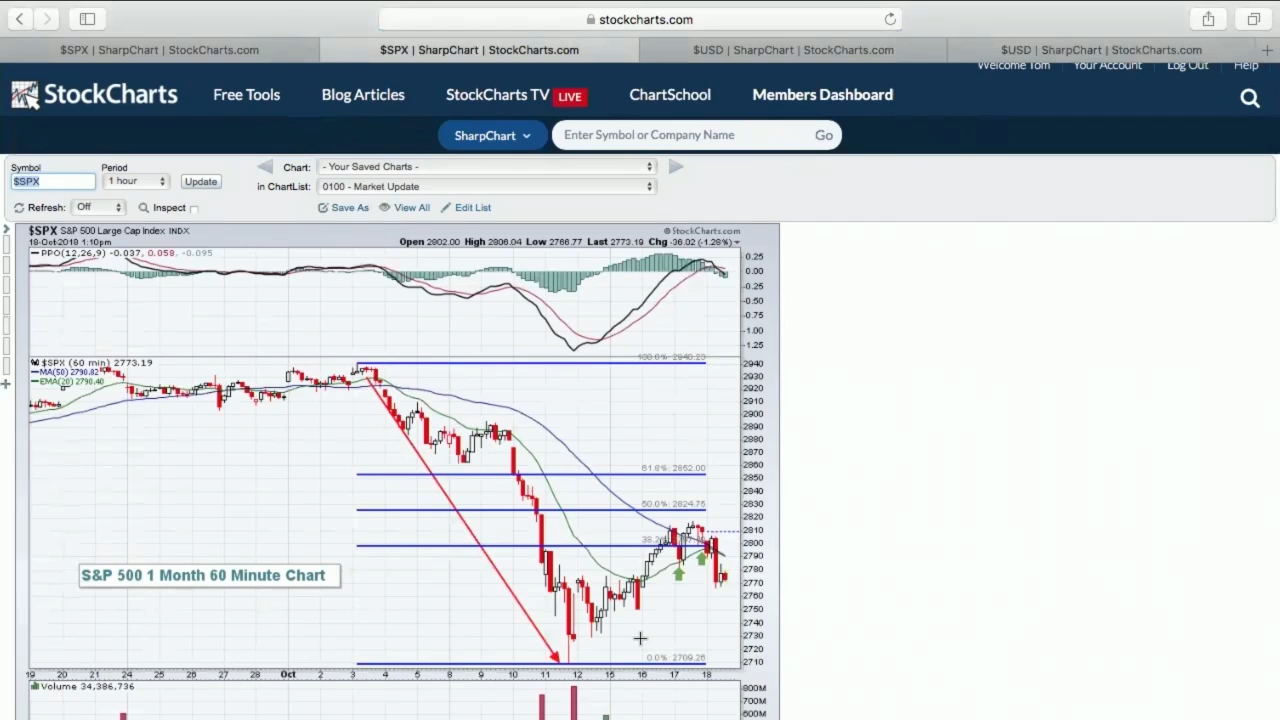 stockcharts.com
$SPX | SharpChart | StockCharts.com
$SPX | SharpChart | StockCharts.com
$USD | SharpChart | StockCharts.com
$USD | SharpChart | StockCharts.com
Welcome Tom Your Account Log Out Help
StockCharts Free Tools Blog Articles StockCharts TV LIVE ChartSchool Members Dashboard
SharpChart Enter Symbol or Company Name Go
Symbol Period Chart: - Your Saved Charts -
$SPX 1 hour Update in ChartList: 0100 - Market Update
Refresh: Off Inspect Save As View All Edit List
$SPX S&P 500 Large Cap Index INDX © StockCharts.com
18-Oct-2018 1:10pm Open 2802.00 High 2806.04 Low 2766.77 Last 2773.19 Chg -36.02 (-1.28%)
PPO(12,26,9) -0.037, 0.058, -0.095
0.25
0.00
-0.25
-0.50
-0.75
-1.00
-1.25
$SPX (60 min) 2773.19
MA(50) 2790.82
EMA(20) 2790.40
100.0%: 2940.23
61.8%: 2852.00
50.0%: 2824.75
0.0%: 2709.26
2940
2930
2920
2910
2900
2890
2880
2870
2860
2850
2840
2830
2820
2810
2800
2790
2780
2770
2760
2750
2740
2730
2720
2710
S&P 500 1 Month 60 Minute Chart
19 20 21 24 25 26 27 28 Oct 2 3 4 5 8 9 10 11 12 15 16 17 18
Volume 34,386,736
800M
700M
600M